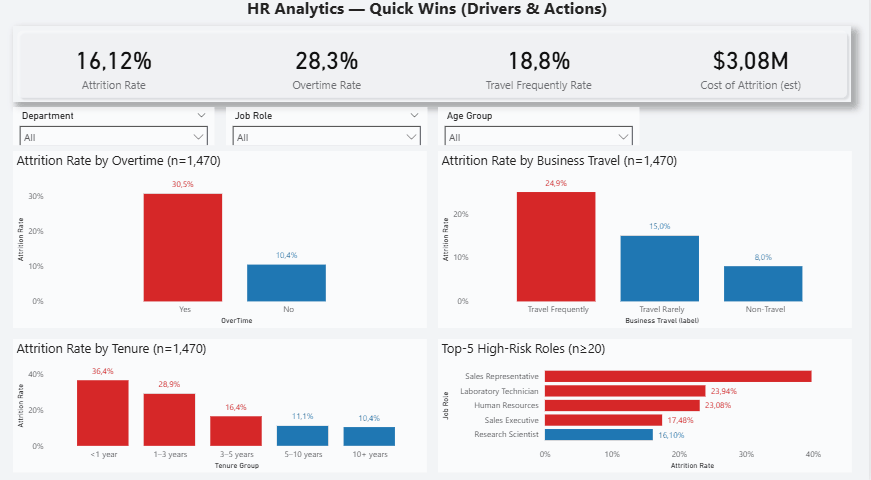 HR Analytics — Quick Wins (Drivers & Actions)
16,12%
28,3%
18,8%
$3,08M
Attrition Rate
Overtime Rate
Travel Frequently Rate
Cost of Attrition (est)
Department
Job Role
Age Group
All
All
All
Attrition Rate by Overtime (n=1,470)
30,5%
30%
20%
10,4%
10%
0%
Attrition Rate
Yes
No
OverTime
Attrition Rate by Business Travel (n=1,470)
24,9%
20%
15,0%
10%
8,0%
0%
Attrition Rate
Travel Frequently
Travel Rarely
Non-Travel
Business Travel (label)
Attrition Rate by Tenure (n=1,470)
40%
36,4%
28,9%
20%
16,4%
11,1%
10,4%
0%
Attrition Rate
<1 year
1–3 years
3–5 years
5–10 years
10+ years
Tenure Group
Top-5 High-Risk Roles (n≥20)
Job Role
Sales Representative
Laboratory Technician
23,94%
Human Resources
23,08%
Sales Executive
17,48%
Research Scientist
16,10%
0%
10%
20%
30%
40%
Attrition Rate